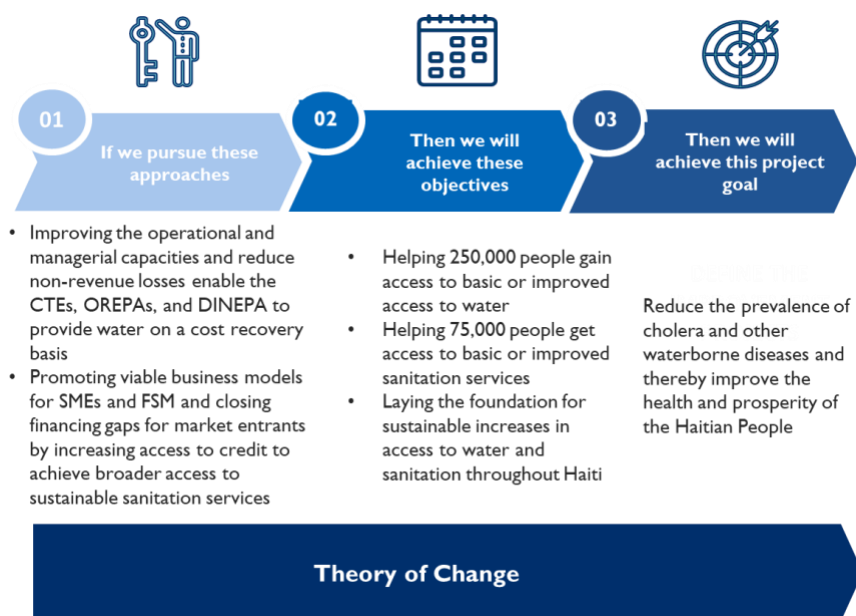 01
If we pursue these
approaches
02
Then we will
achieve these
objectives
03
Then we will
achieve this project
goal
• Improving the operational and
managerial capacities and reduce
non-revenue losses enable the
CTEs, OREPAs, and DINEPA to
provide water on a cost recovery
basis
• Promoting viable business models
for SMEs and FSM and closing
financing gaps for market entrants
by increasing access to credit to
achieve broader access to
sustainable sanitation services
• Helping 250,000 people gain
access to basic or improved
access to water
• Helping 75,000 people get
access to basic or improved
sanitation services
• Laying the foundation for
sustainable increases in
access to water and
sanitation throughout Haiti
Reduce the prevalence of
cholera and other
waterborne diseases and
thereby improve the
health and prosperity of
the Haitian People
Theory of Change